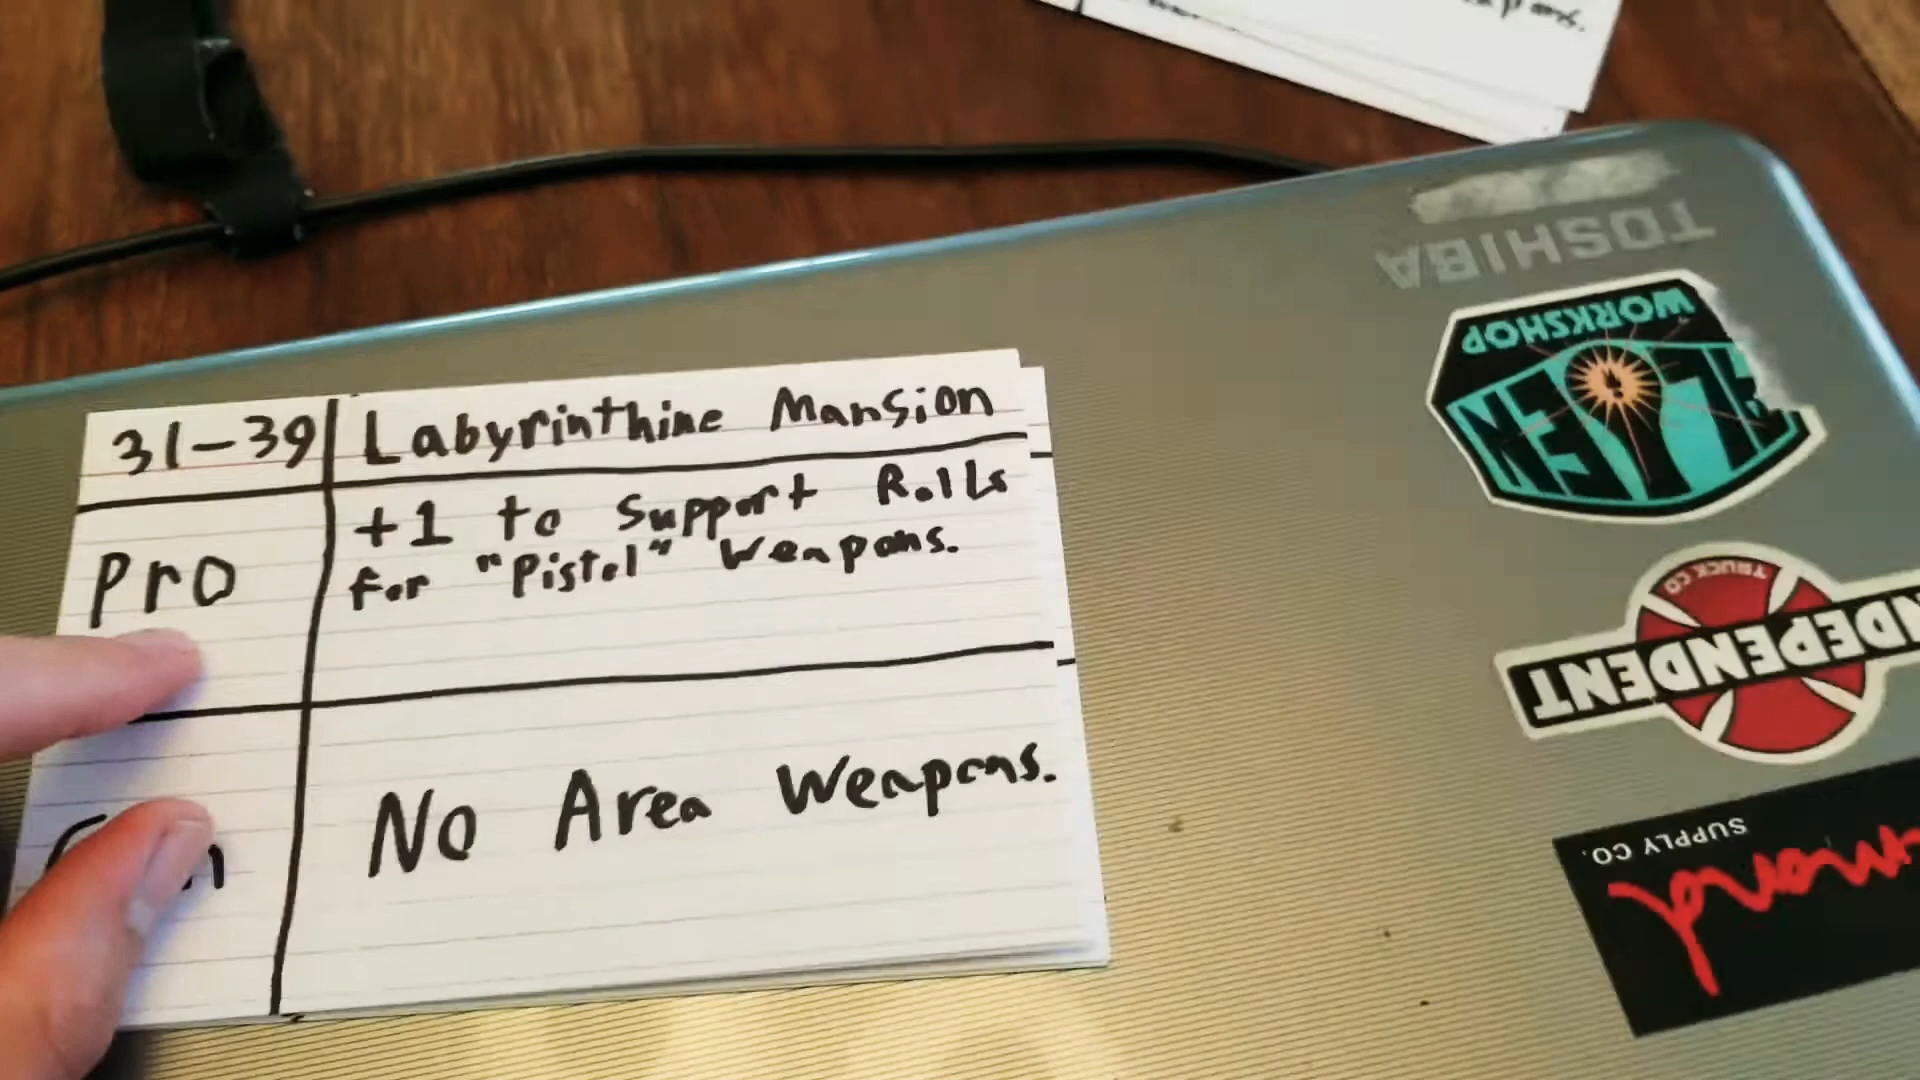 31-39 Labyrinthine Mansion
Pro
+1 to Support Rolls
for "Pistol" Weapons.
No Area Weapons.
TOSHIBA
WORKSHOP
TRUCK CO
INDEPENDENT
SUPPLY CO.